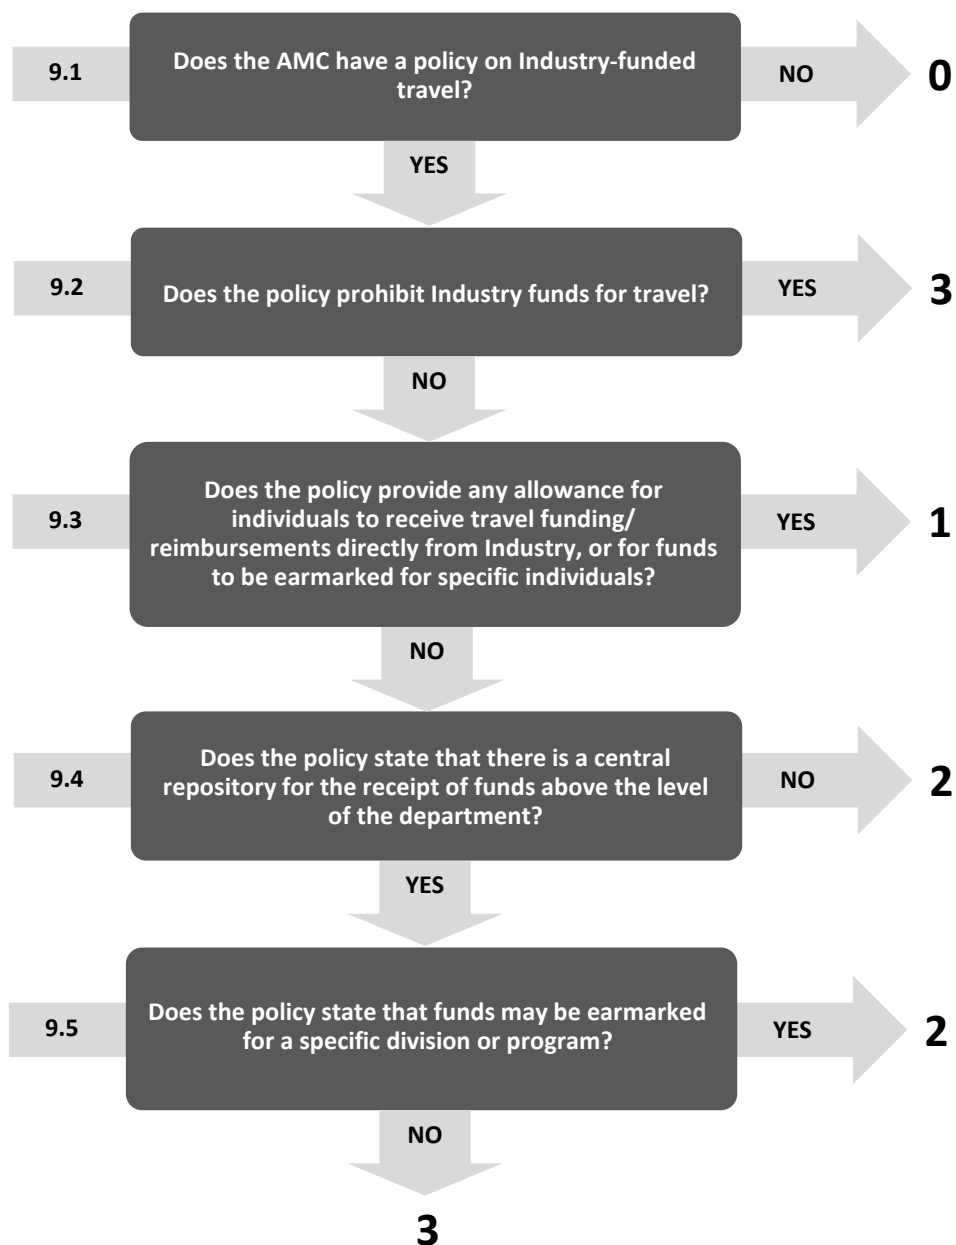 9.1
Does the AMC have a policy on Industry-funded
travel?
NO
0
YES
9.2
Does the policy prohibit Industry funds for travel?
YES
3
NO
9.3
Does the policy provide any allowance for
individuals to receive travel funding/
reimbursements directly from Industry, or for funds
to be earmarked for specific individuals?
YES
1
NO
9.4
Does the policy state that there is a central
repository for the receipt of funds above the level
of the department?
NO
2
YES
9.5
Does the policy state that funds may be earmarked
for a specific division or program?
YES
2
NO
3